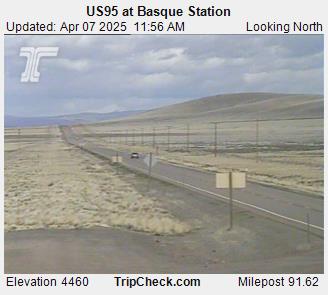 US95 at Basque Station
Updated: Apr 07 2025 11:56 AM Looking North
Elevation 4460 TripCheck.com Milepost 91.62